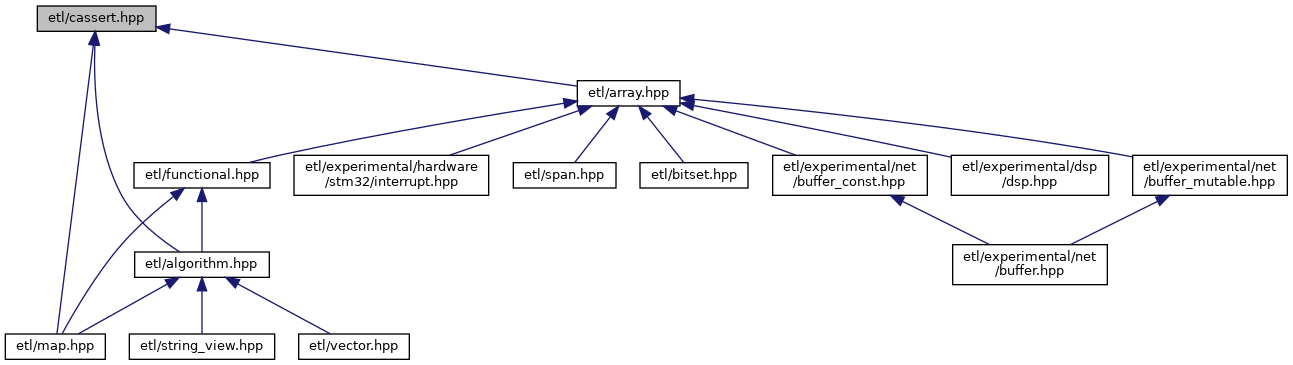 etl/cassert.hpp
etl/array.hpp
etl/functional.hpp
etl/experimental/hardware
/stm32/interrupt.hpp
etl/span.hpp
etl/bitset.hpp
etl/experimental/net
/buffer_const.hpp
etl/experimental/dsp
/dsp.hpp
etl/experimental/net
/buffer_mutable.hpp
etl/algorithm.hpp
etl/experimental/net
/buffer.hpp
etl/map.hpp
etl/string_view.hpp
etl/vector.hpp